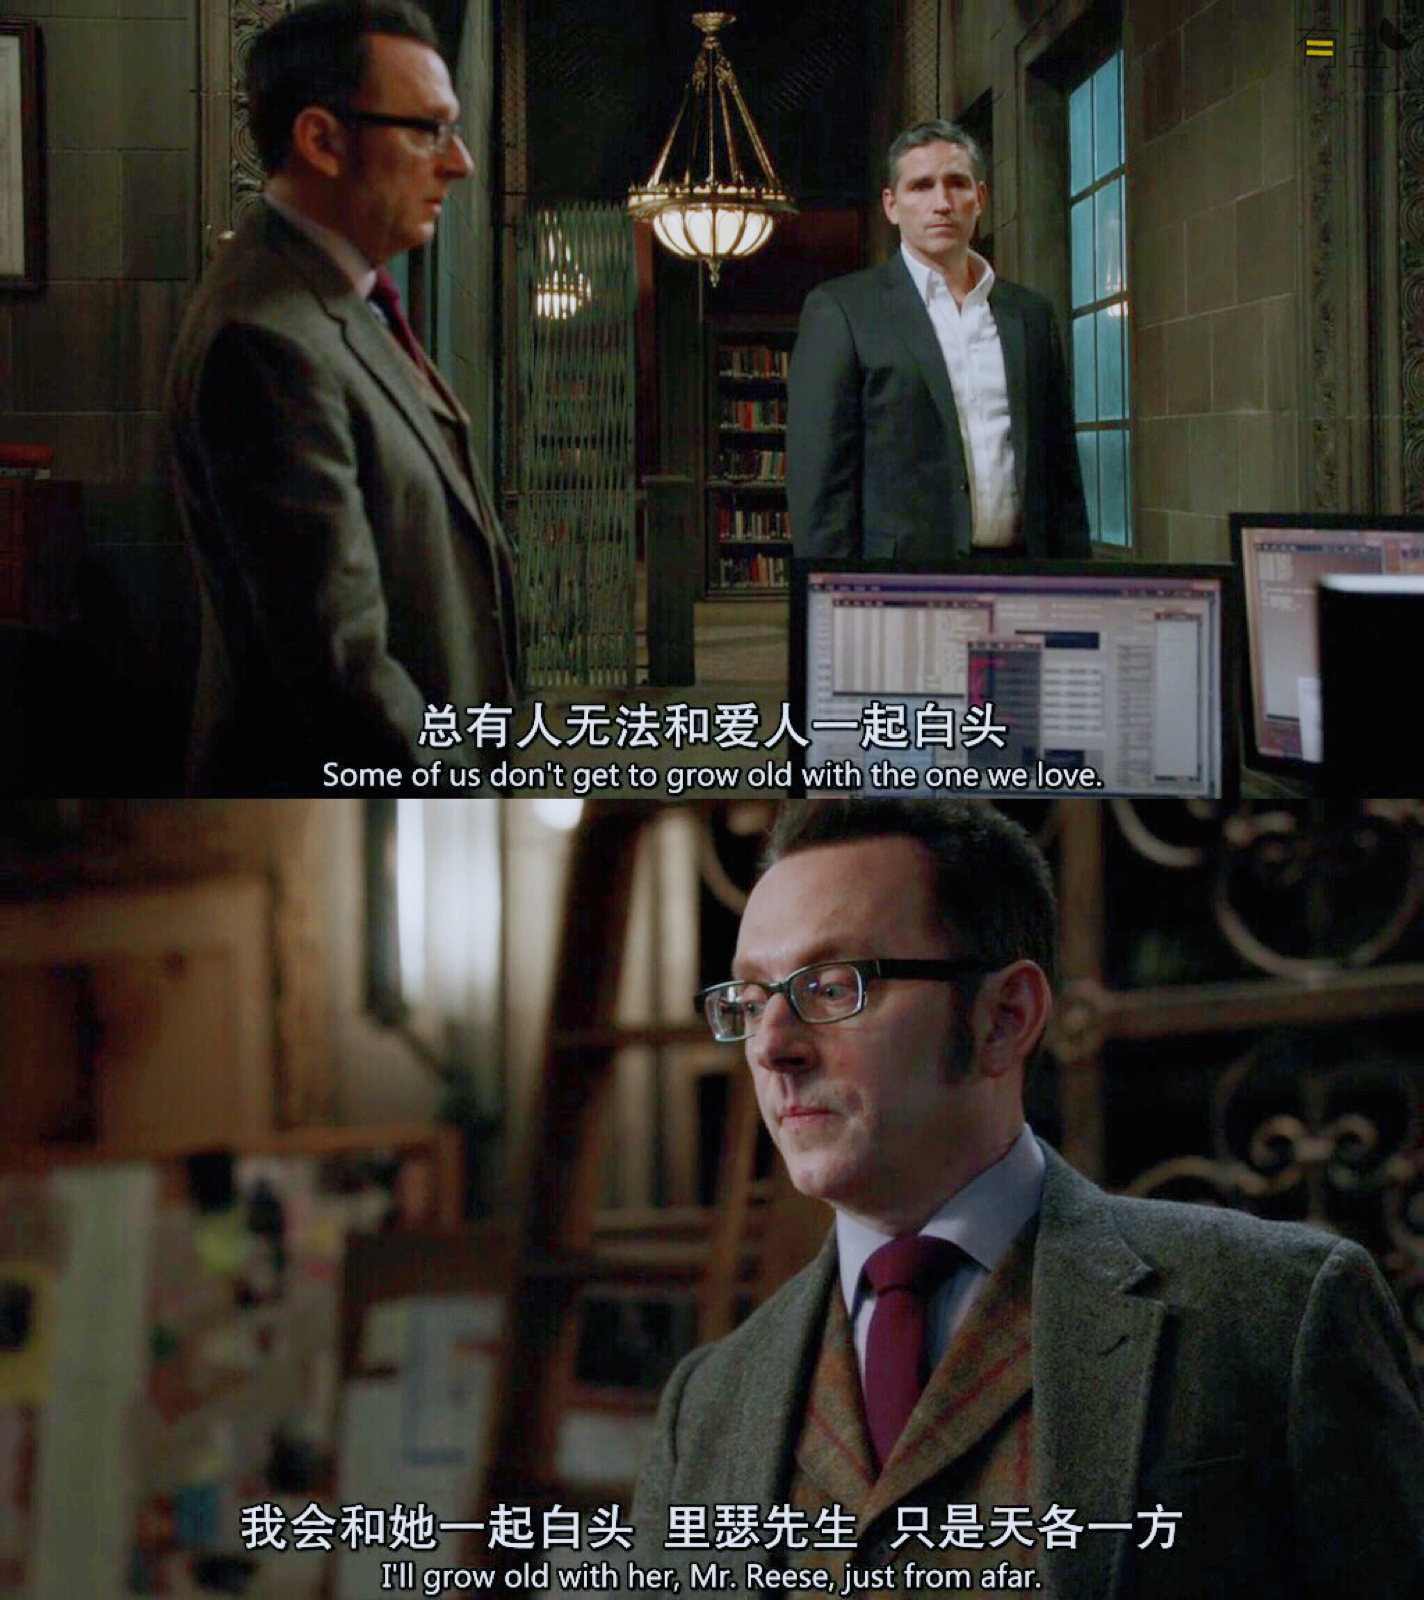 总有人无法和爱人一起白头
Some of us don't get to grow old with the one we love.
我会和她一起白头 里瑟先生 只是天各一方
I'll grow old with her, Mr. Reese, just from afar.